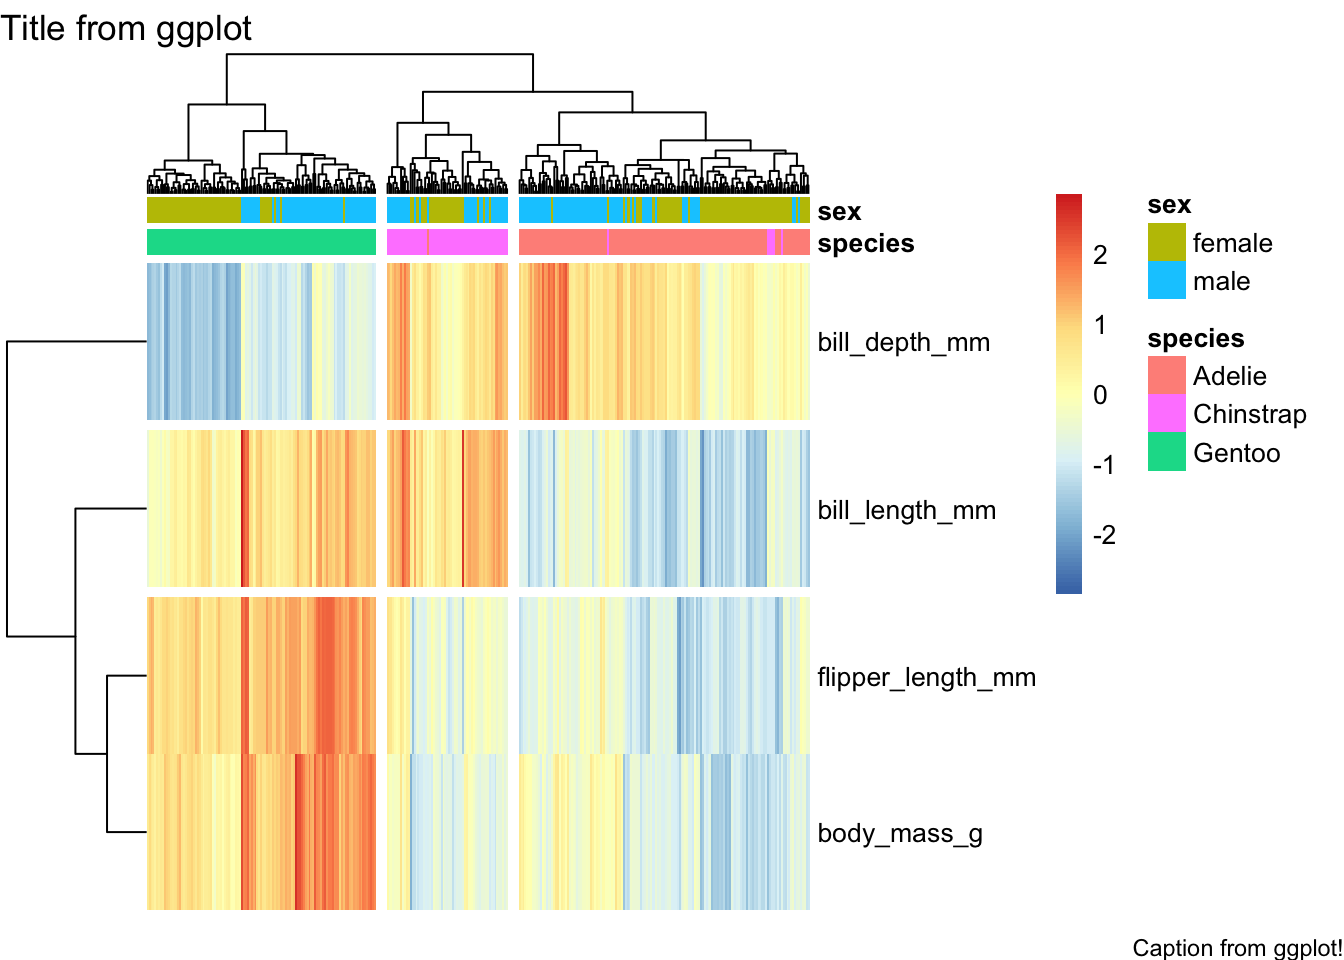 Title from ggplot
sex
species
bill_depth_mm
bill_length_mm
flipper_length_mm
body_mass_g
2
1
0
-1
-2
sex
female
male
species
Adelie
Chinstrap
Gentoo
Caption from ggplot!